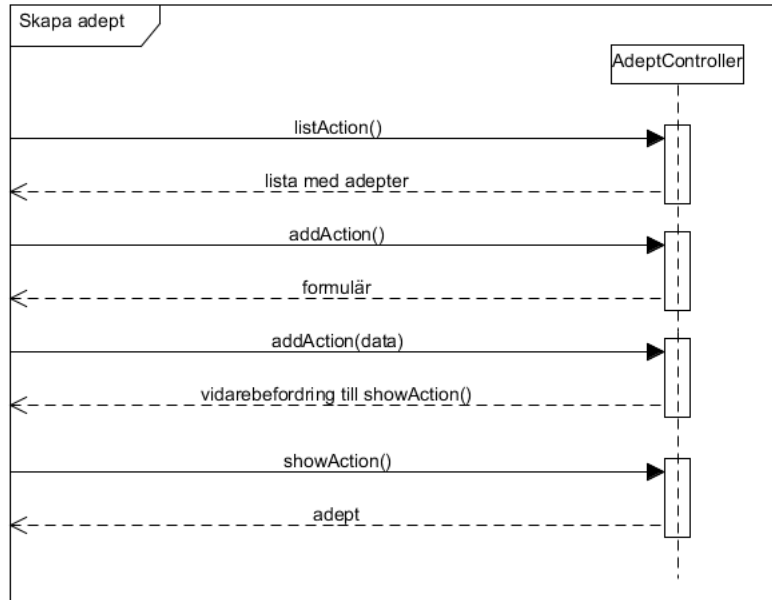 Skapa adept
AdeptController
listAction()
lista med adepter
addAction()
formulär
addAction(data)
vidarebefordring till showAction()
showAction()
adept